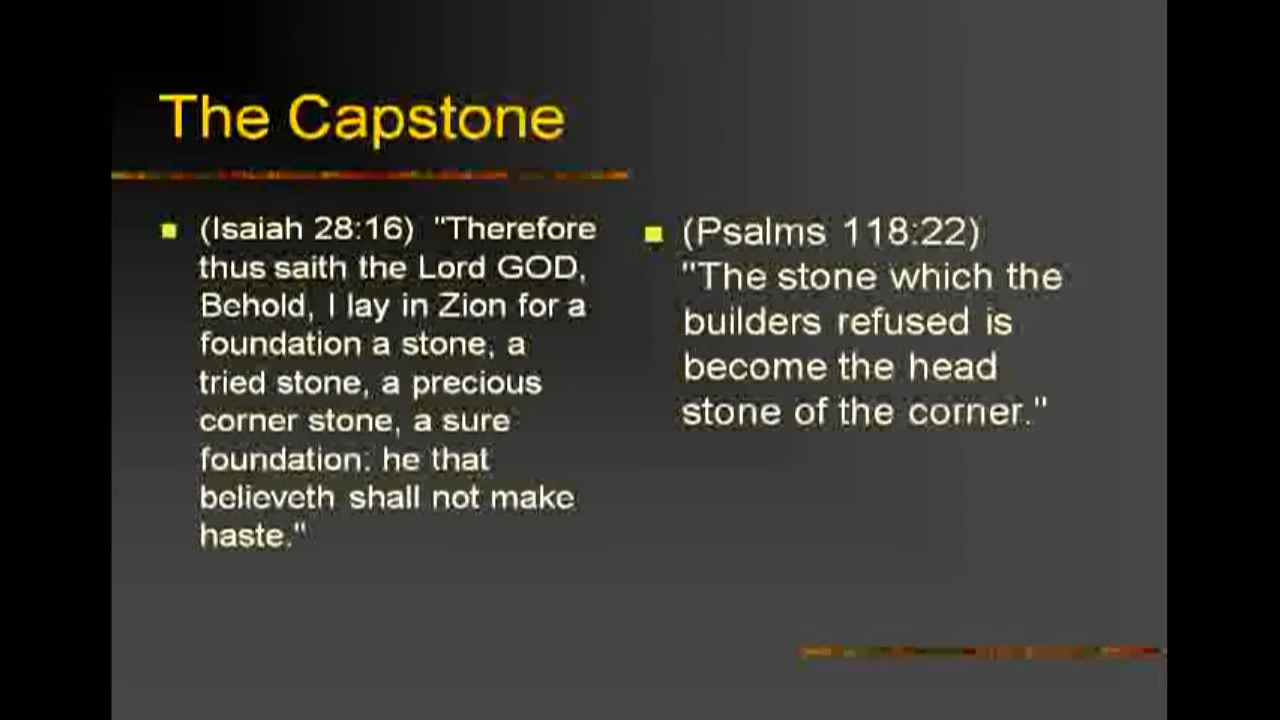 The Capstone
(Isaiah 28:16) "Therefore
thus saith the Lord GOD,
Behold, I lay in Zion for a
foundation a stone, a
tried stone, a precious
corner stone, a sure
foundation: he that
believeth shall not make
haste."
(Psalms 118:22)
"The stone which the
builders refused is
become the head
stone of the corner."